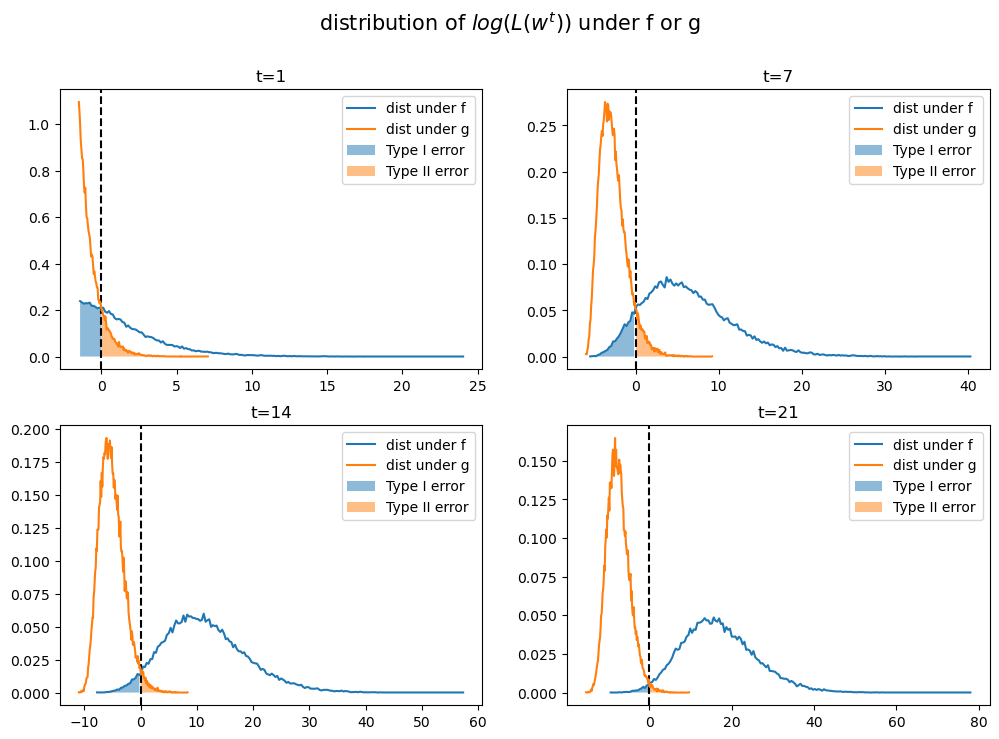 distribution of log(L(w^t)) under f or g
t=1
1.0
0.8
0.6
0.4
0.2
0.0
0 5 10 15 20 25
dist under f
dist under g
Type I error
Type II error
t=7
0.25
0.20
0.15
0.10
0.05
0.00
0 10 20 30 40
dist under f
dist under g
Type I error
Type II error
t=14
0.200
0.175
0.150
0.125
0.100
0.075
0.050
0.025
0.000
−10 0 10 20 30 40 50 60
dist under f
dist under g
Type I error
Type II error
t=21
0.150
0.125
0.100
0.075
0.050
0.025
0.000
0 20 40 60 80
dist under f
dist under g
Type I error
Type II error